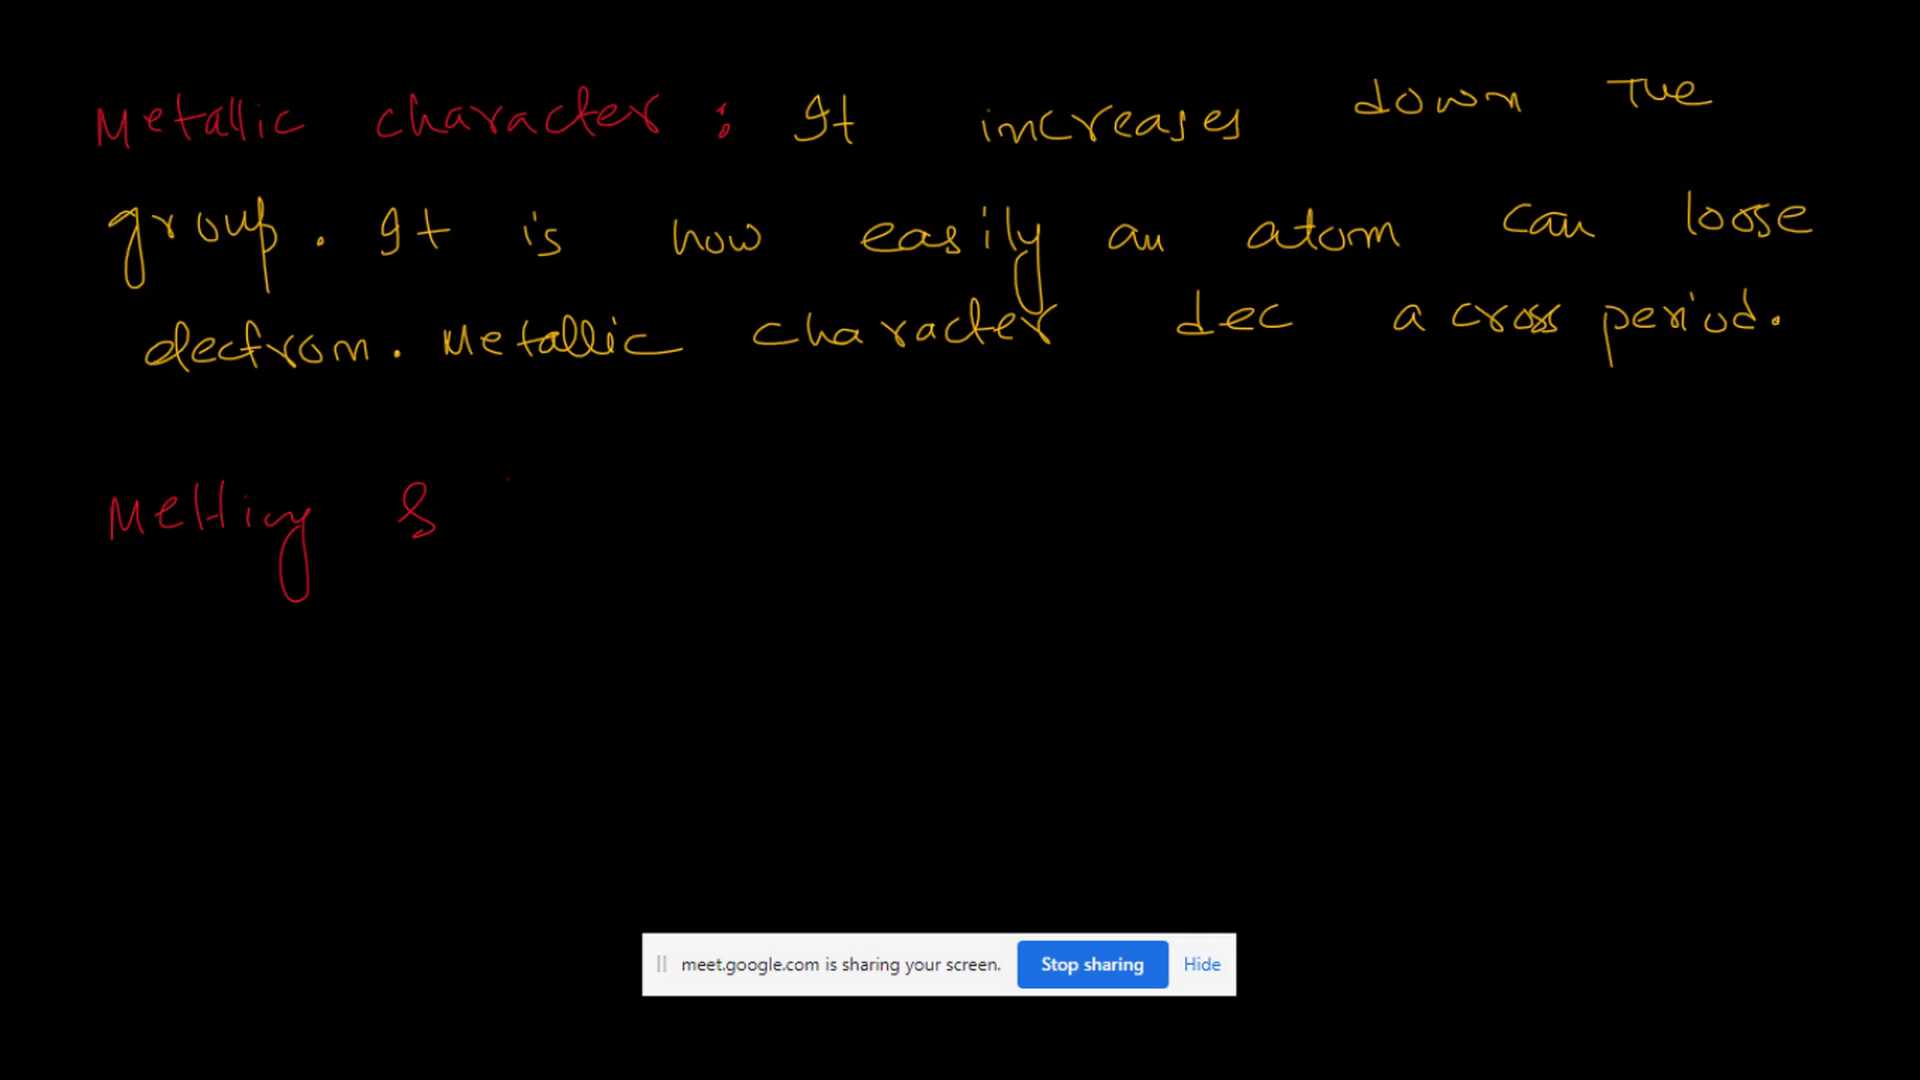 Metallic character : It increases down the
group. It is how easily an atom can loose
electrom. Metallic character dec across period.
Melting &
meet.google.com is sharing your screen. Stop sharing Hide